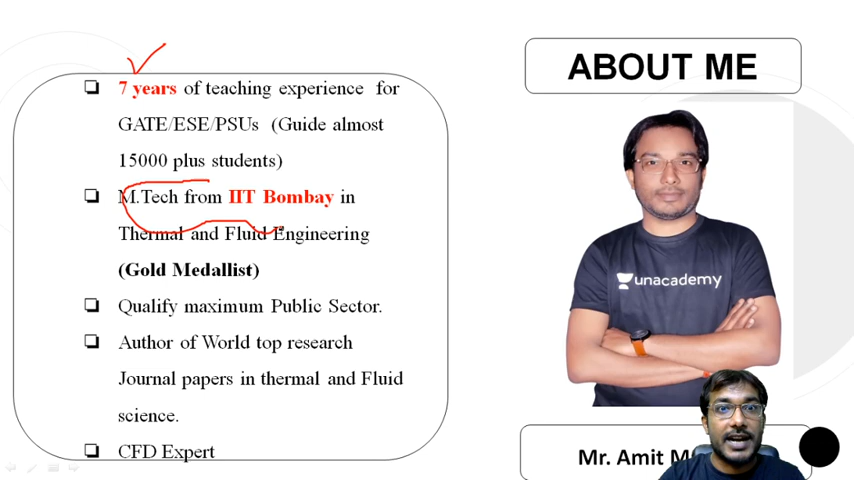 ABOUT ME
7 years of teaching experience for
GATE/ESE/PSUs (Guide almost
15000 plus students)
M.Tech from IIT Bombay in
Thermal and Fluid Engineering
(Gold Medallist)
Qualify maximum Public Sector.
Author of World top research
Journal papers in thermal and Fluid
science.
CFD Expert
unacademy
Mr. Amit